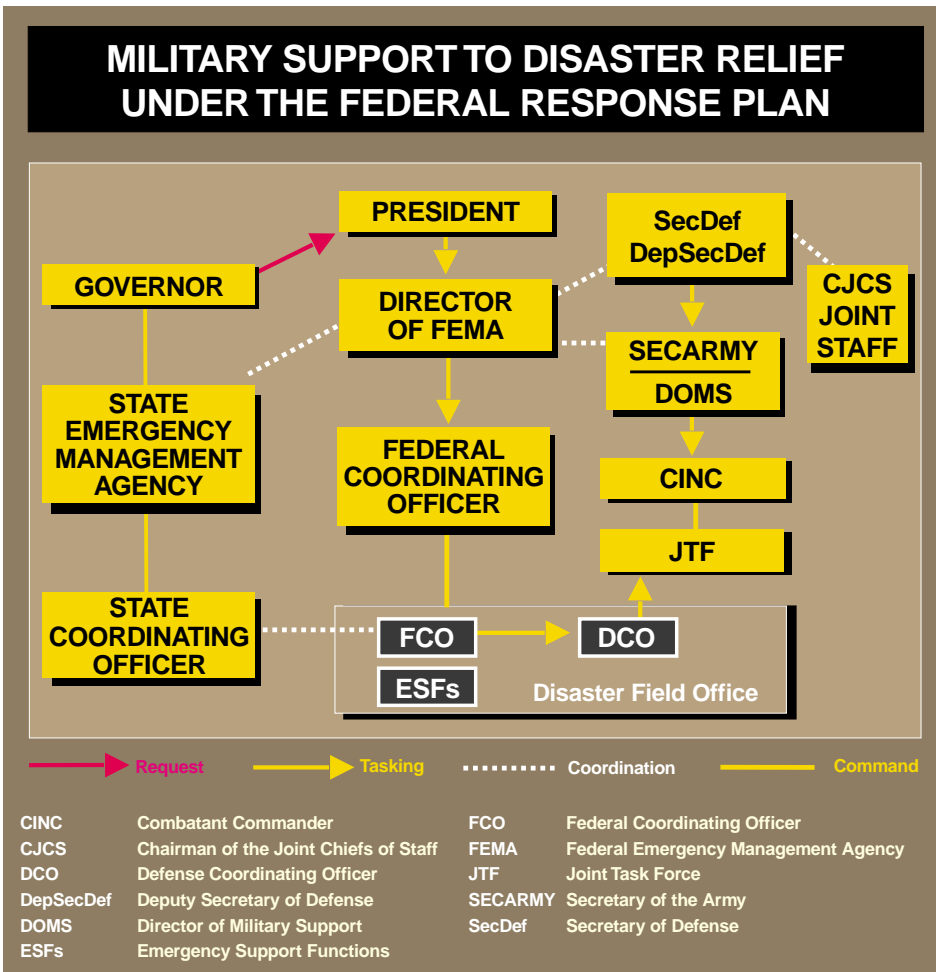 MILITARY SUPPORT TO DISASTER RELIEF
UNDER THE FEDERAL RESPONSE PLAN
PRESIDENT
SecDef
DepSecDef
GOVERNOR
DIRECTOR
OF FEMA
CJCS
JOINT
STAFF
SECARMY
DOMS
STATE
EMERGENCY
MANAGEMENT
AGENCY
FEDERAL
COORDINATING
OFFICER
CINC
JTF
STATE
COORDINATING
OFFICER
FCO
DCO
ESFs
Disaster Field Office
Request Tasking Coordination Command
CINC Combatant Commander
CJCS Chairman of the Joint Chiefs of Staff
DCO Defense Coordinating Officer
DepSecDef Deputy Secretary of Defense
DOMS Director of Military Support
ESFs Emergency Support Functions
FCO Federal Coordinating Officer
FEMA Federal Emergency Management Agency
JTF Joint Task Force
SECARMY Secretary of the Army
SecDef Secretary of Defense